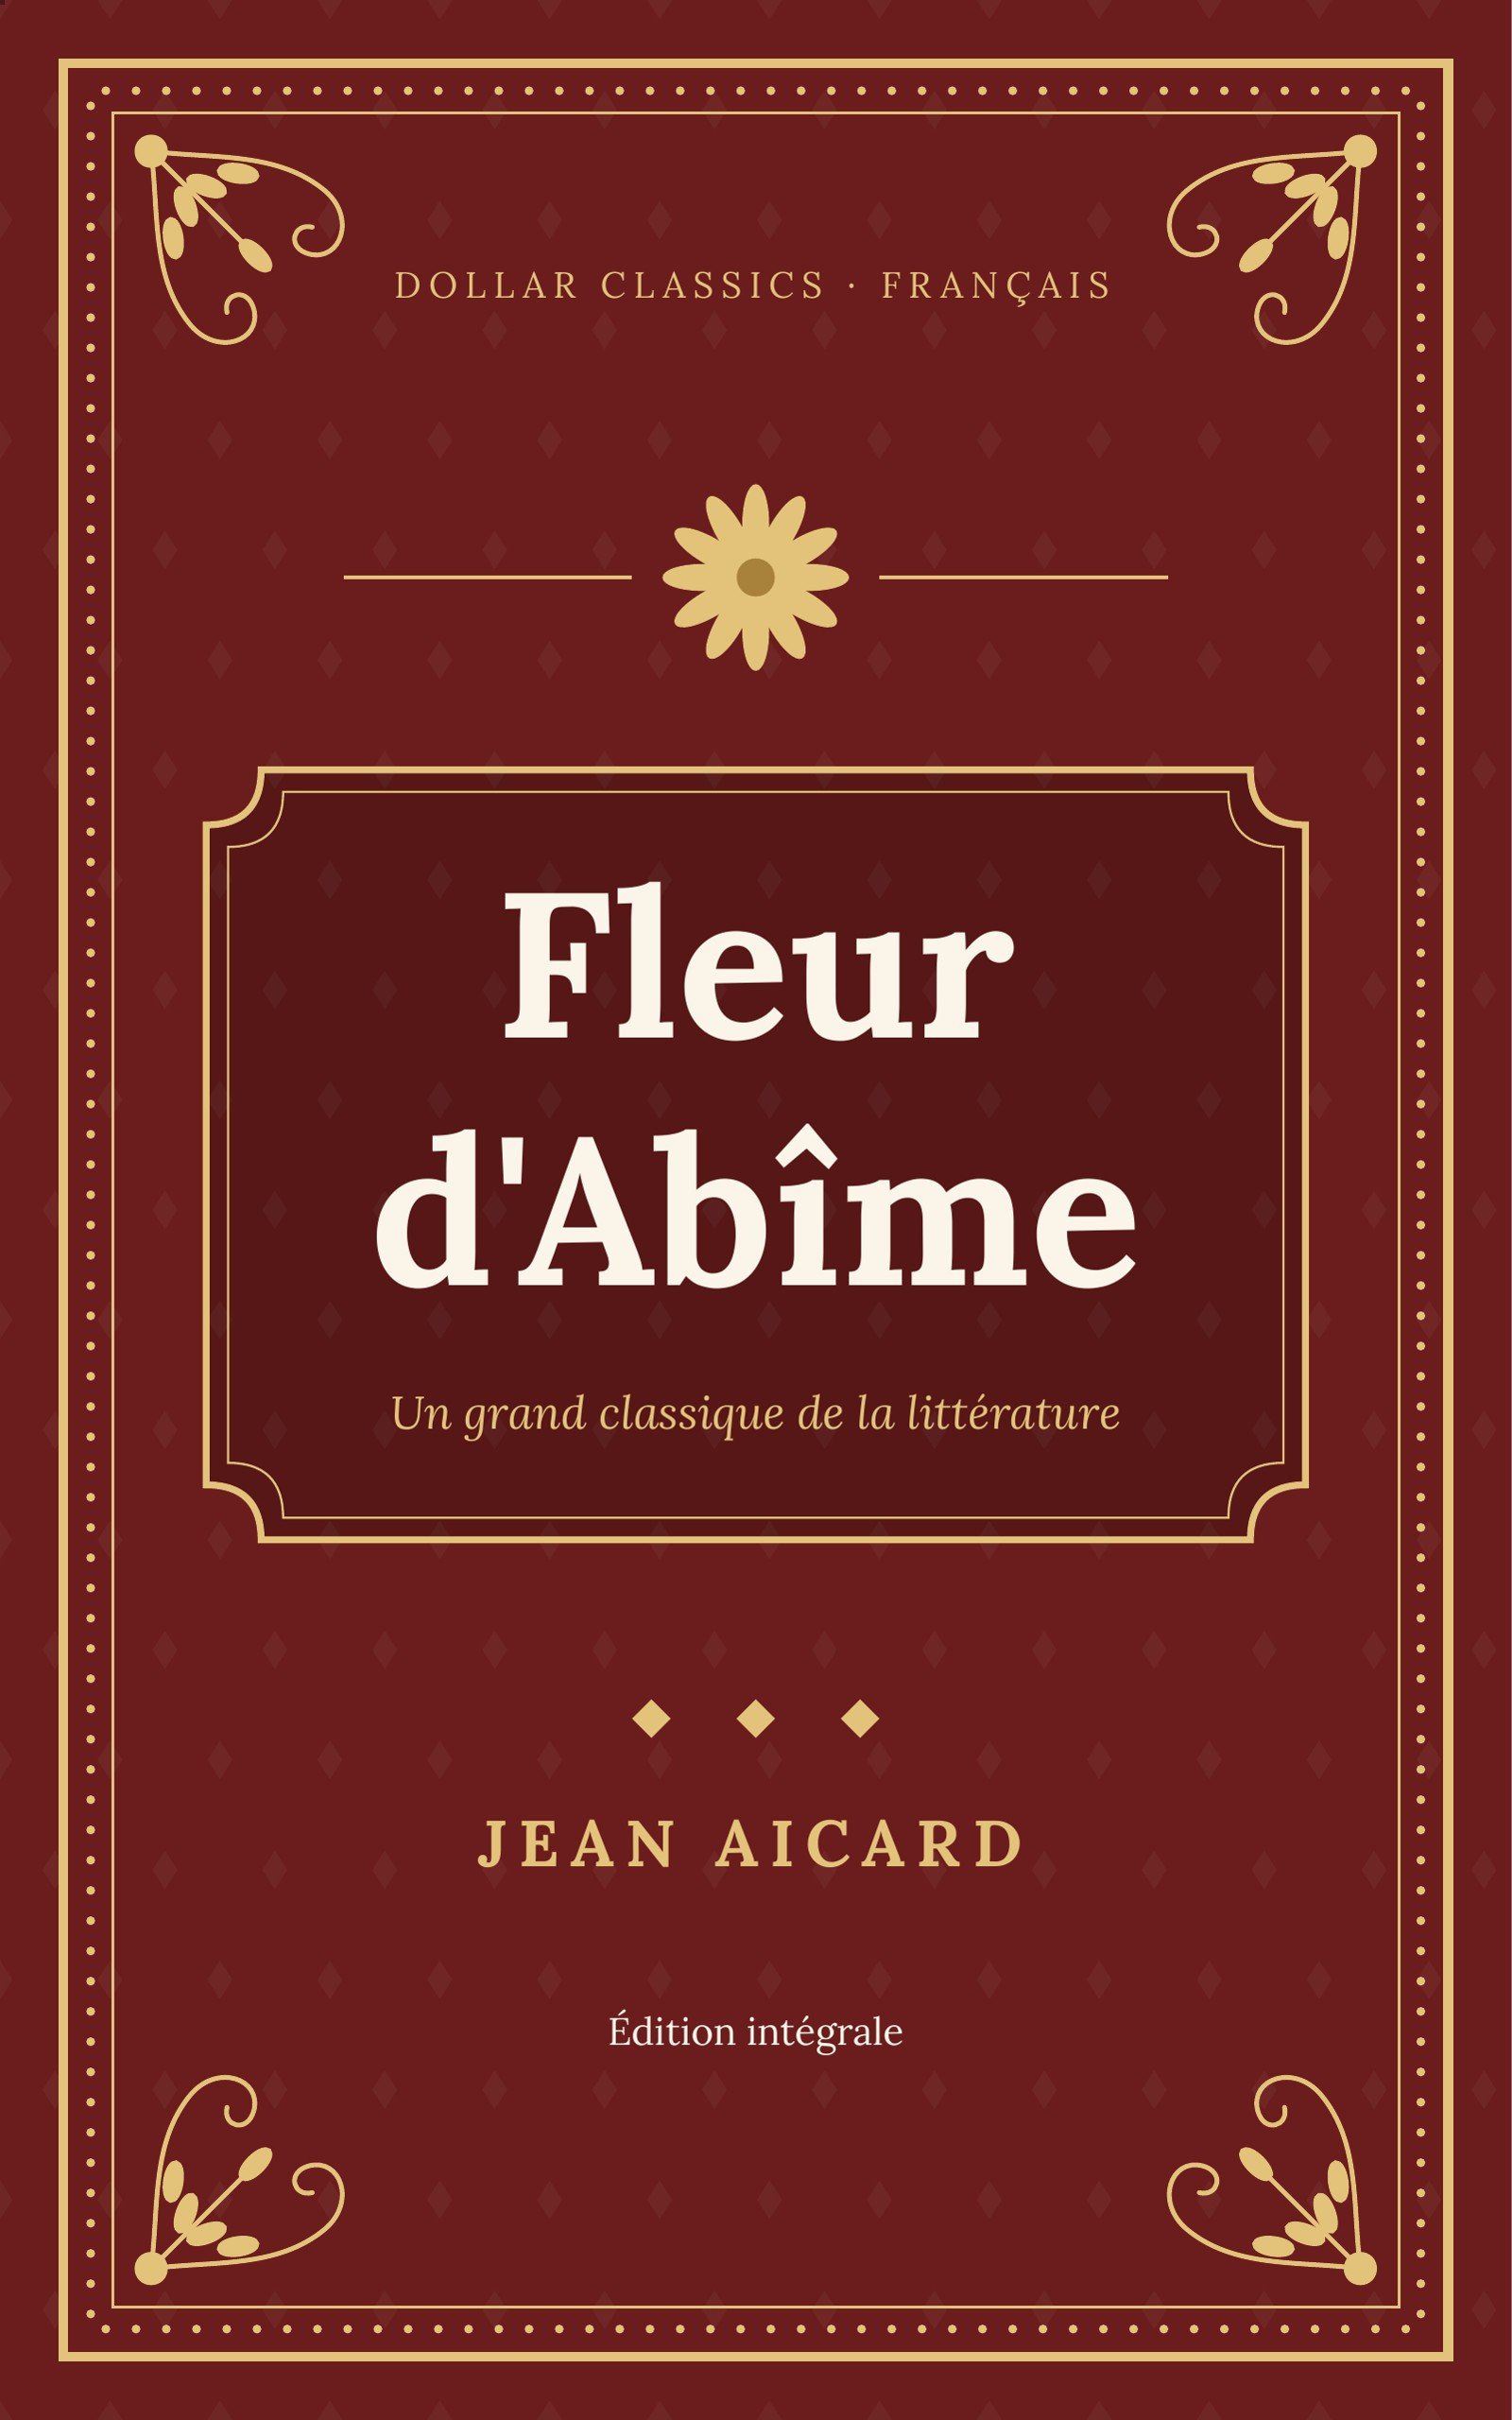 DOLLAR CLASSICS · FRANÇAIS
Fleur
d'Abîme
Un grand classique de la littérature
JEAN AICARD
Édition intégrale